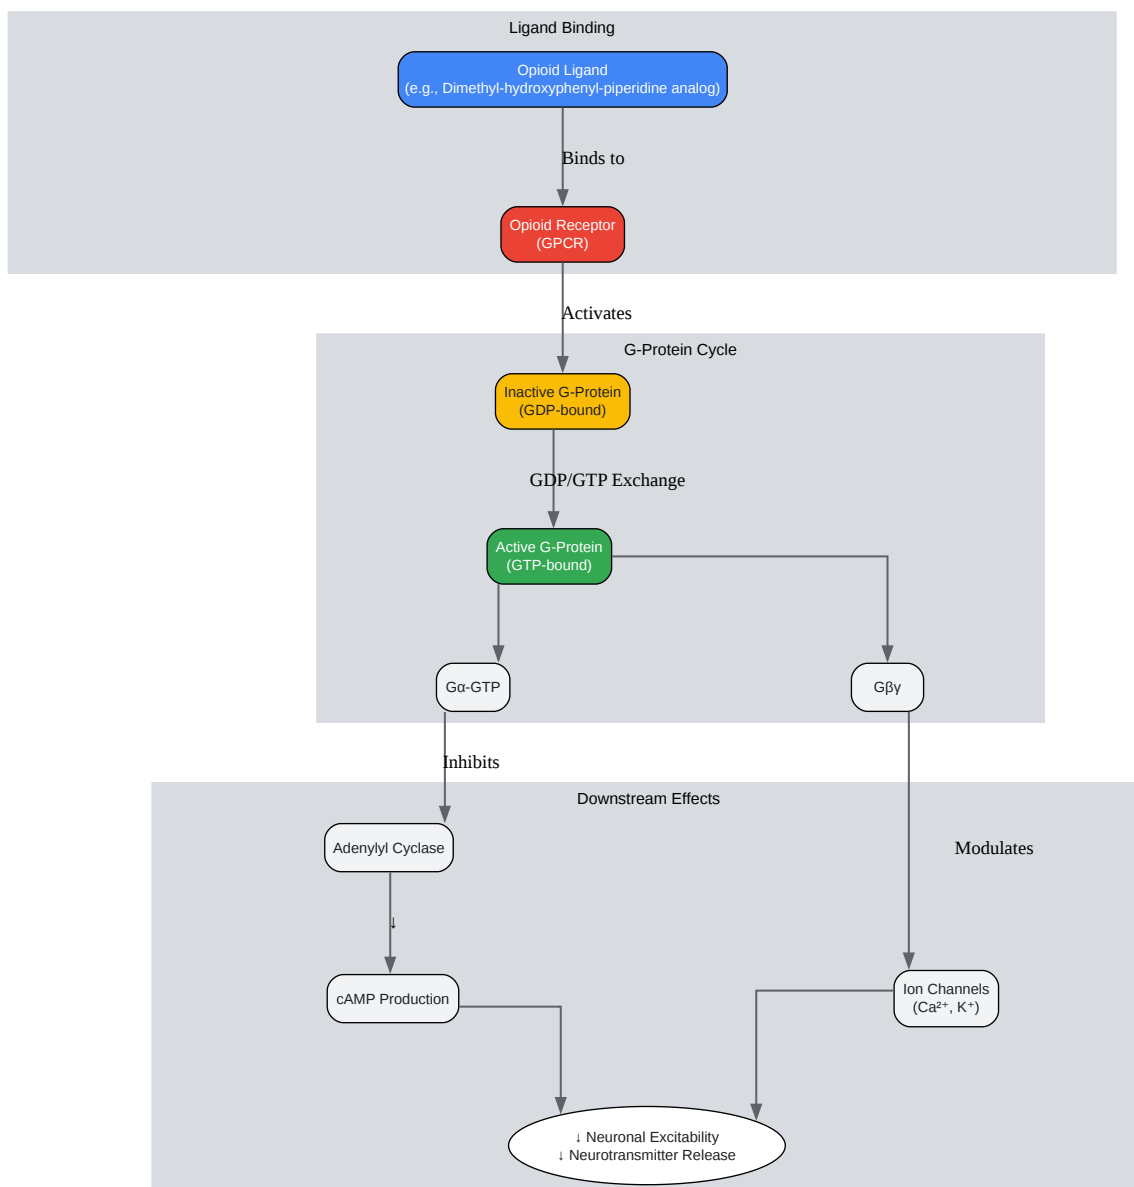 Ligand Binding
Opioid Ligand
(e.g., Dimethyl-hydroxyphenyl-piperidine analog)
Binds to
Opioid Receptor
(GPCR)
Activates
G-Protein Cycle
Inactive G-Protein
(GDP-bound)
GDP/GTP Exchange
Active G-Protein
(GTP-bound)
Gα-GTP
Gβγ
Inhibits
Downstream Effects
Adenylyl Cyclase
Modulates
↓
cAMP Production
Ion Channels
(Ca²⁺, K⁺)
↓ Neuronal Excitability
↓ Neurotransmitter Release